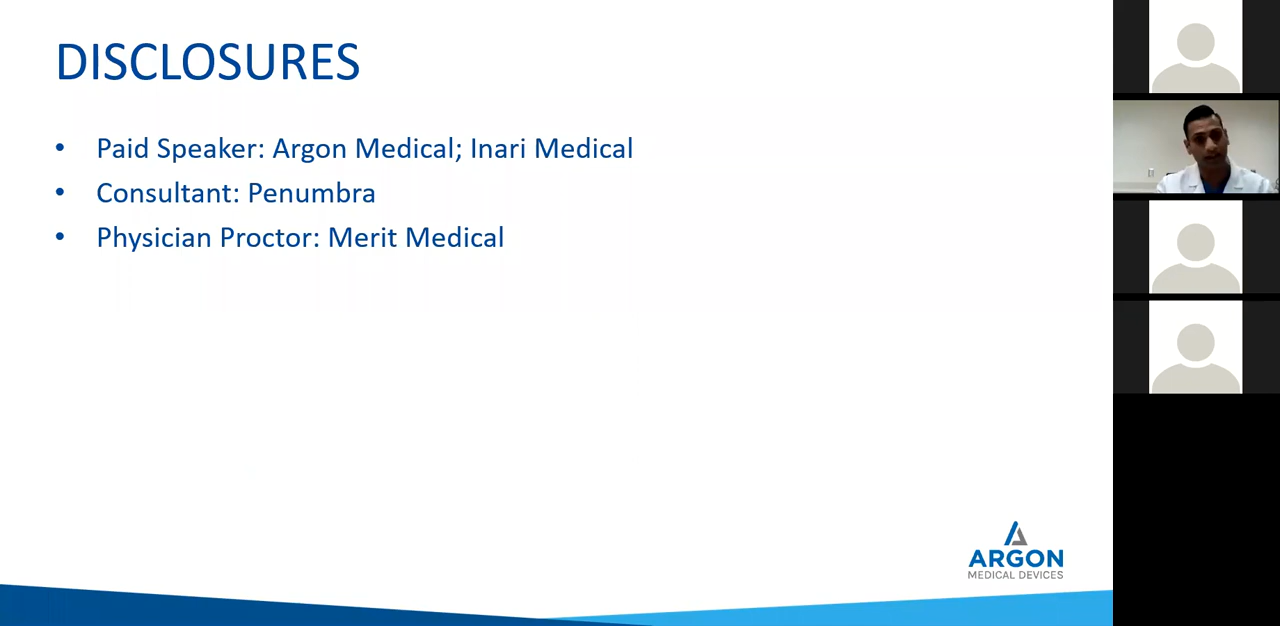 DISCLOSURES
• Paid Speaker: Argon Medical; Inari Medical
• Consultant: Penumbra
• Physician Proctor: Merit Medical
ARGON
MEDICAL DEVICES